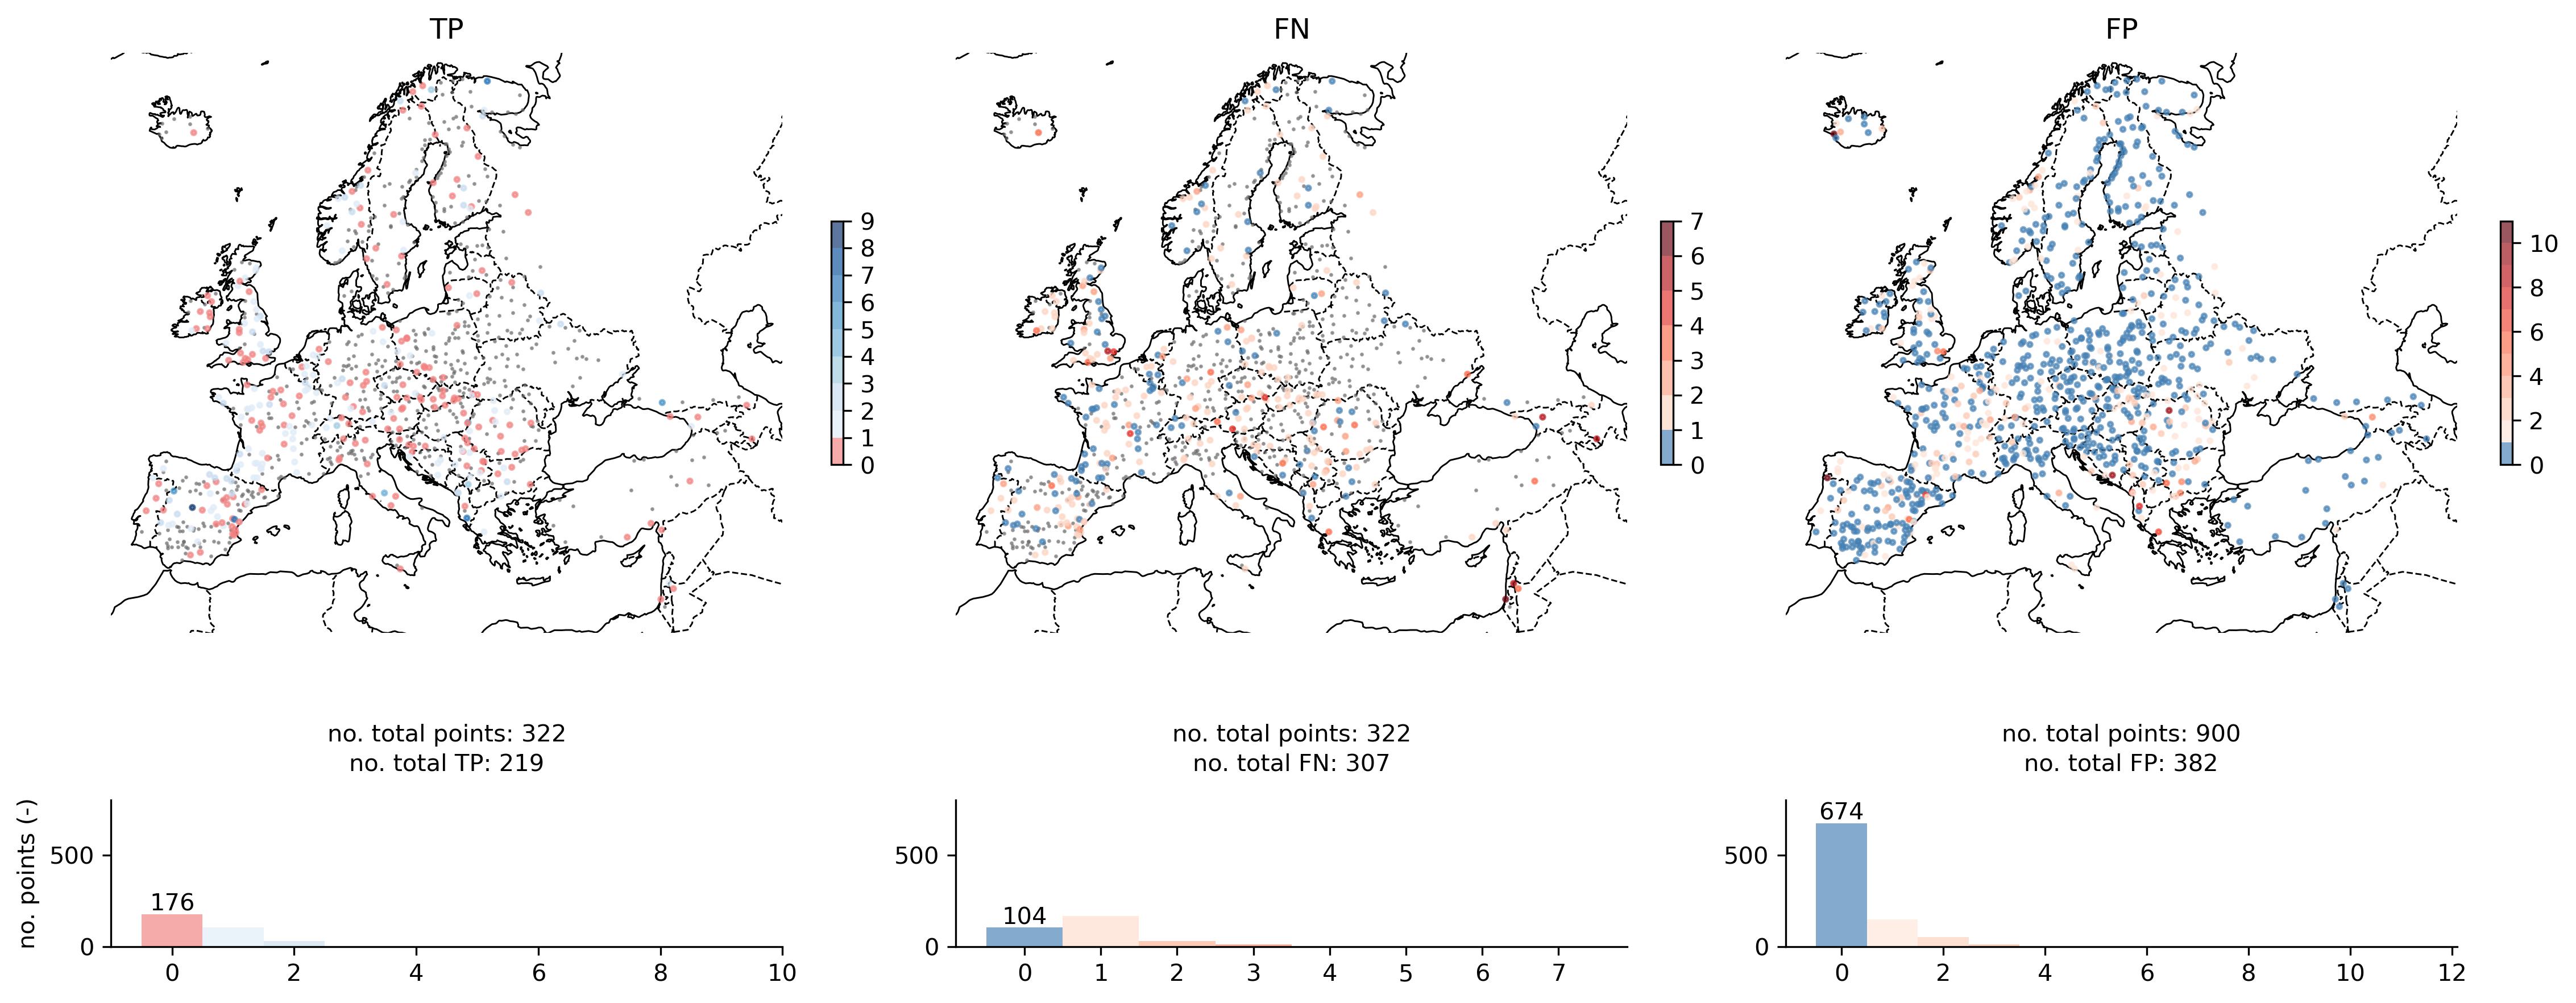 TP
FN
FP
9
8
7
6
5
4
3
2
1
0
7
6
5
4
3
2
1
0
10
8
6
4
2
0
no. total points: 322
no. total TP: 219
no. total points: 322
no. total FN: 307
no. total points: 900
no. total FP: 382
no. points (-)
500
0
176
0 2 4 6 8 10
500
0
104
0 1 2 3 4 5 6 7
500
0
674
0 2 4 6 8 10 12